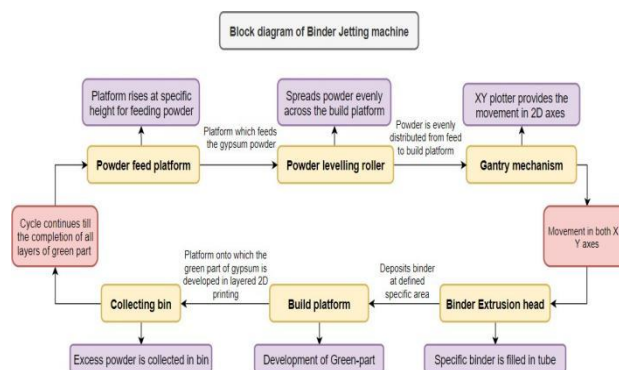 Block diagram of Binder Jetting machine
Platform rises at specific
height for feeding powder
Spreads powder evenly
across the build platform
XY plotter provides the
movement in 2D axes
Platform which feeds
the gypsum powder
Powder is evenly
distributed from feed
to build platform
Powder feed platform
Powder levelling roller
Gantry mechanism
Cycle continues till
the completion of all
layers of green part
Movement in both X
Y axes
Platform onto which the
green part of gypsum is
developed in layered 2D
printing
Deposits binder
at defined
specific area
Collecting bin
Build platform
Binder Extrusion head
Excess powder is collected in bin
Development of Green-part
Specific binder is filled in tube